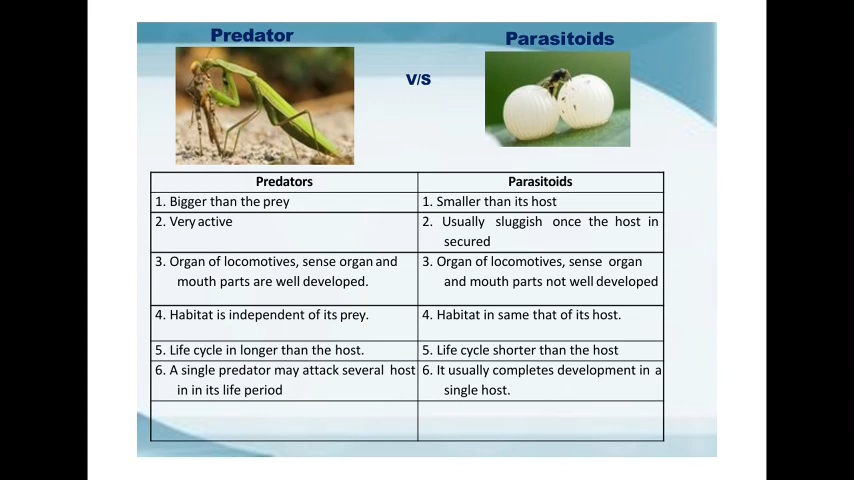 Predator
Parasitoids
V/S
Predators
Parasitoids
1. Bigger than the prey
1. Smaller than its host
2. Very active
2. Usually sluggish once the host in
secured
3. Organ of locomotives, sense organ and
mouth parts are well developed.
3. Organ of locomotives, sense organ
and mouth parts not well developed
4. Habitat is independent of its prey.
4. Habitat in same that of its host.
5. Life cycle in longer than the host.
5. Life cycle shorter than the host
6. A single predator may attack several host
in in its life period
6. It usually completes development in a
single host.